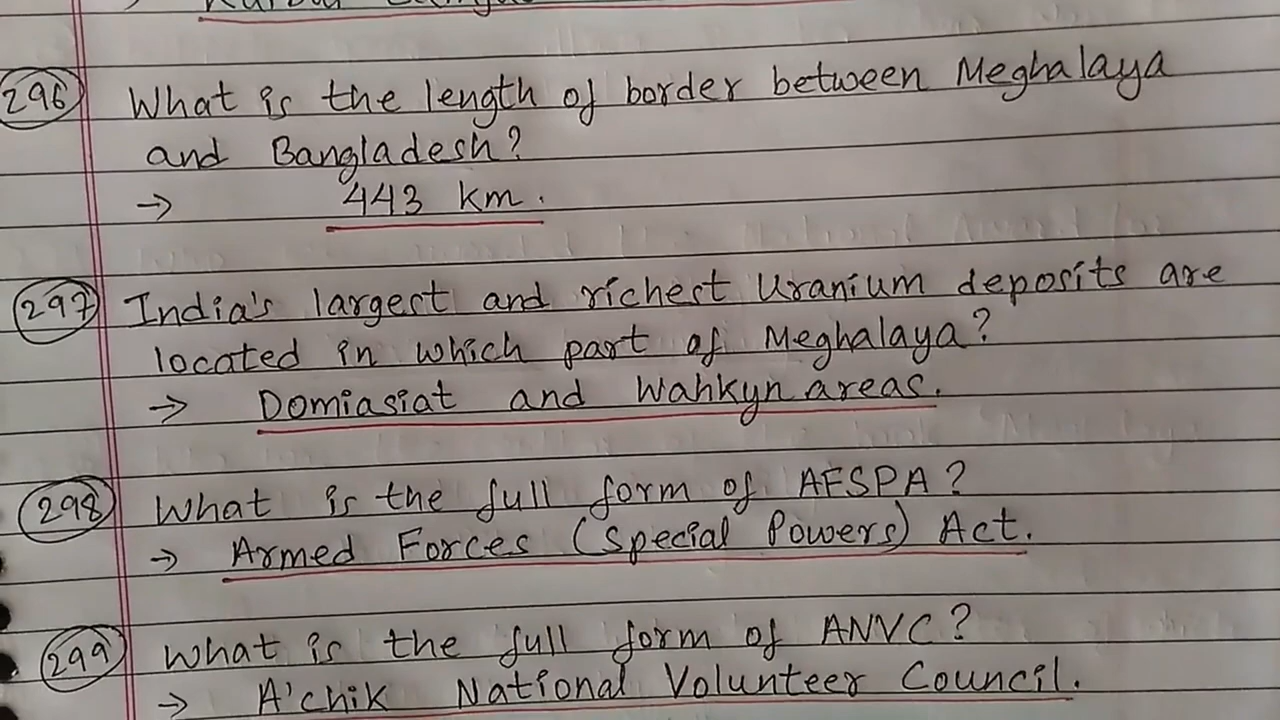 296 What is the length of border between Meghalaya
and Bangladesh?
→ 443 km.
297 India's largest and richest Uranium deposits are
located in which part of Meghalaya?
→ Domiasiat and Wahkyn areas.
298 What is the full form of AFSPA?
→ Armed Forces (Special Powers) Act.
299 What is the full form of ANVC?
→ A'chik National Volunteer Council.